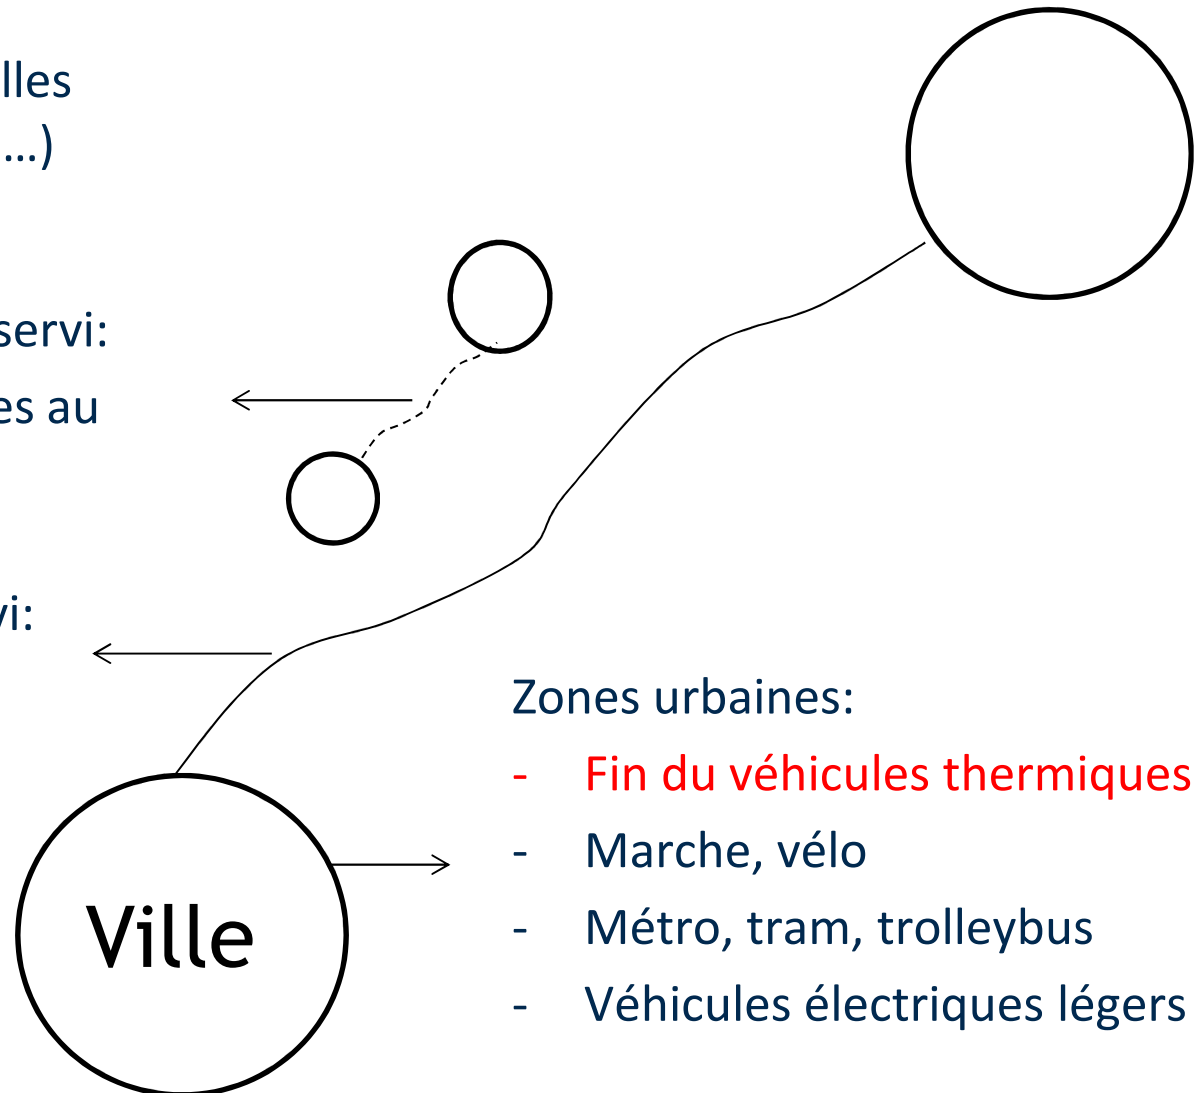 lles
...)
servi:
es au
vi:
Zones urbaines:
- Fin du véhicules thermiques
- Marche, vélo
- Métro, tram, trolleybus
- Véhicules électriques légers
Ville